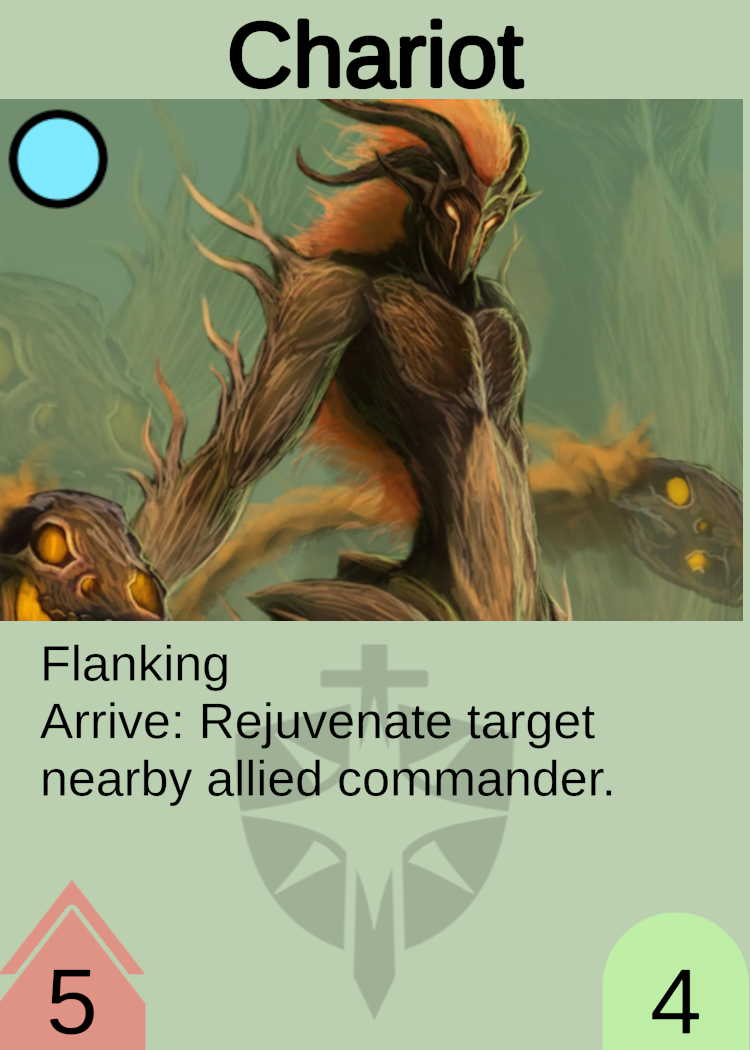 Chariot
Flanking
Arrive: Rejuvenate target
nearby allied commander.
5
4